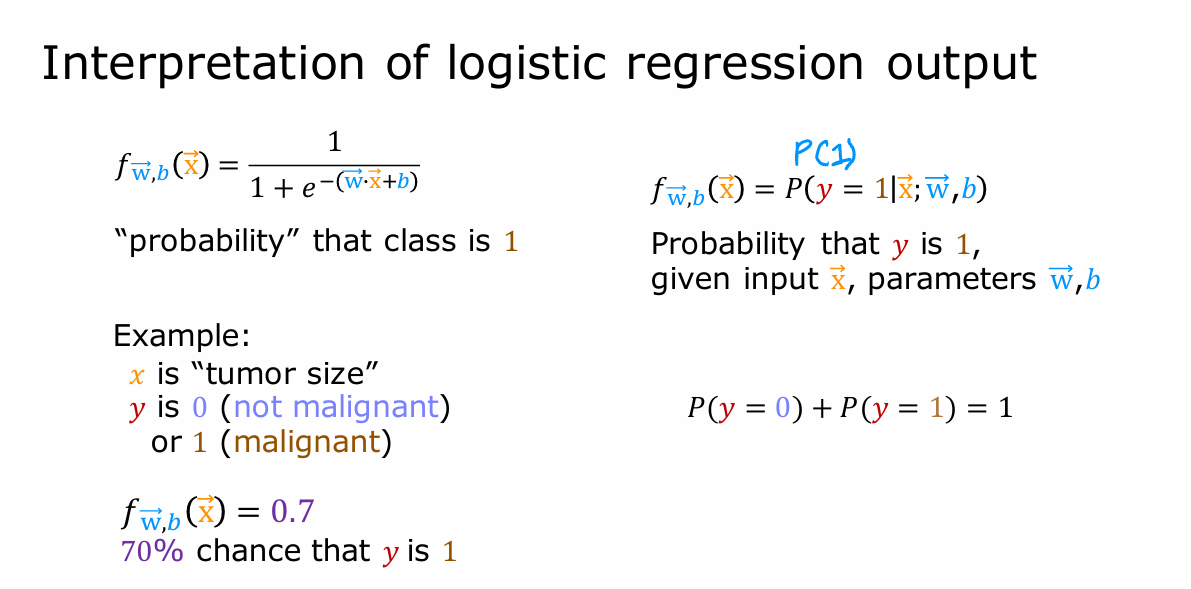 Interpretation of logistic regression output
f_{\vec{w},b}(\vec{x}) = \frac{1}{1 + e^{-(\vec{w}·\vec{x}+b)}}
“probability” that class is 1
Example:
x is “tumor size”
y is 0 (not malignant)
or 1 (malignant)
f_{\vec{w},b}(\vec{x}) = 0.7
70% chance that y is 1
P(1)
f_{\vec{w},b}(\vec{x}) = P(y = 1|\vec{x}; \vec{w},b)
Probability that y is 1,
given input \vec{x}, parameters \vec{w},b
P(y = 0) + P(y = 1) = 1